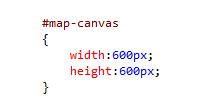 #map-canvas
{
width:600px;
height:600px;
}